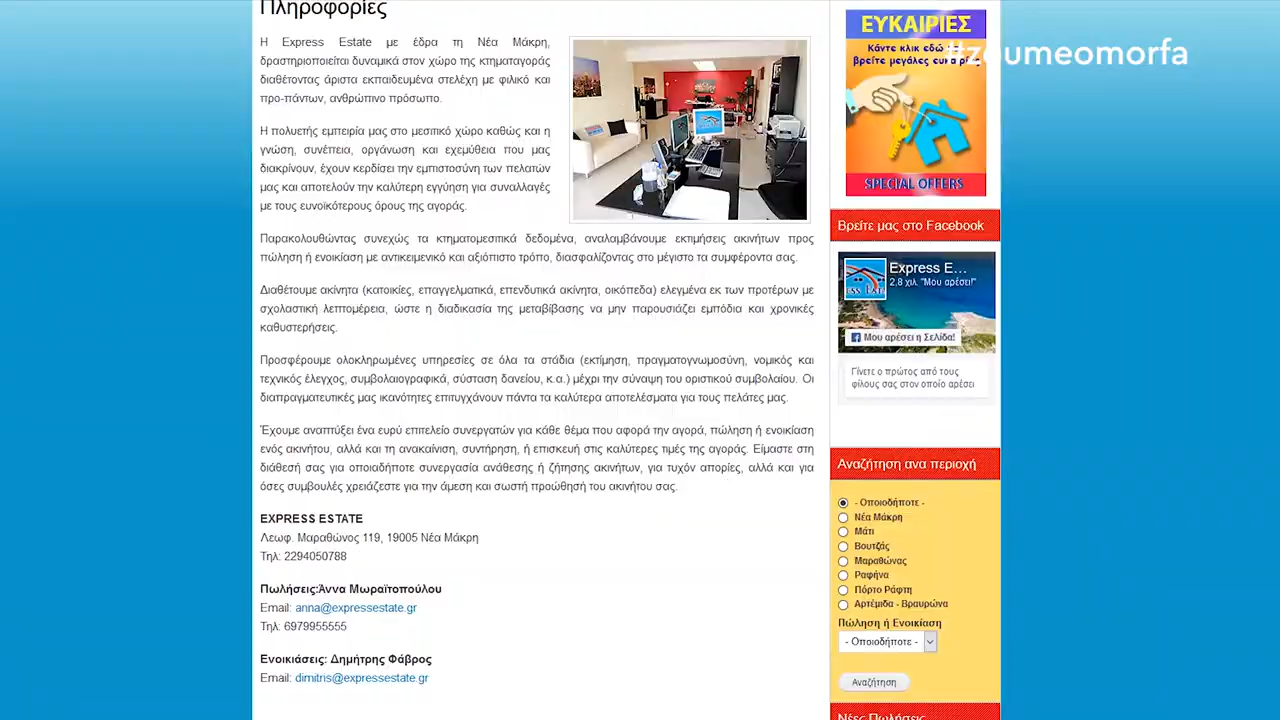 Πληροφορίες
Η Express Estate με έδρα τη Νέα Μάκρη,
δραστηριοποιείται δυναμικά στον χώρο της κτηματαγοράς
διαθέτοντας άριστα εκπαιδευμένα στελέχη με φιλικό και
προ-πάντων, ανθρώπινο πρόσωπο.
Η πολυετής εμπειρία μας στο μεσιτικό χώρο καθώς και η
γνώση, συνέπεια, οργάνωση και εχεμύθεια που μας
διακρίνουν, έχουν κερδίσει την εμπιστοσύνη των πελατών
μας και αποτελούν την καλύτερη εγγύηση για συναλλαγές
με τους ευνοϊκότερους όρους της αγοράς.
Παρακολουθώντας συνεχώς τα κτηματομεσιτικά δεδομένα, αναλαμβάνουμε εκτιμήσεις ακινήτων προς
πώληση ή ενοικίαση με αντικειμενικό και αξιόπιστο τρόπο, διασφαλίζοντας στο μέγιστο τα συμφέροντα σας.
Διαθέτουμε ακίνητα (κατοικίες, επαγγελματικά, επενδυτικά ακίνητα, οικόπεδα) ελεγμένα εκ των προτέρων με
σχολαστική λεπτομέρεια, ώστε η διαδικασία της μεταβίβασης να μην παρουσιάζει εμπόδια και χρονικές
καθυστερήσεις.
Προσφέρουμε ολοκληρωμένες υπηρεσίες σε όλα τα στάδια (εκτίμηση, πραγματογνωμοσύνη, νομικός και
τεχνικός έλεγχος, συμβολαιογραφικά, σύσταση δανείου, κ.α.) μέχρι την σύναψη του οριστικού συμβολαίου. Οι
διαπραγματευτικές μας ικανότητες επιτυγχάνουν πάντα τα καλύτερα αποτελέσματα για τους πελάτες μας.
Έχουμε αναπτύξει ένα ευρύ επιτελείο συνεργατών για κάθε θέμα που αφορά την αγορά, πώληση ή ενοικίαση
ενός ακινήτου, αλλά και τη ανακαίνιση, συντήρηση, ή επισκευή στις καλύτερες τιμές της αγοράς. Είμαστε στη
διάθεσή σας για οποιαδήποτε συνεργασία ανάθεσης ή ζήτησης ακινήτων, για τυχόν απορίες, αλλά και για
όσες συμβουλές χρειάζεστε για την άμεση και σωστή προώθησή του ακινήτου σας.
EXPRESS ESTATE
Λεωφ. Μαραθώνος 119, 19005 Νέα Μάκρη
Τηλ: 2294050788
Πωλήσεις:Άννα Μωραϊτοπούλου
Email: anna@expressestate.gr
Τηλ: 6979955555
Ενοικιάσεις: Δημήτρης Φάβρος
Email: dimitris@expressestate.gr
ΕΥΚΑΙΡΙΕΣ
Κάντε κλικ εδώ
βρείτε μεγάλες ευκαιρίες
#zoumeomorfa
SPECIAL OFFERS
Βρείτε μας στο Facebook
Express E...
2,8 χιλ. "Μου αρέσει!"
ESS ESTATE
Μου αρέσει η Σελίδα!
Γίνετε ο πρώτος από τους
φίλους σας στον οποίο αρέσει
Αναζήτηση ανα περιοχή
- Οποιοδήποτε -
Νέα Μάκρη
Μάτι
Βουτζάς
Μαραθώνας
Ραφήνα
Πόρτο Ράφτη
Αρτέμιδα - Βραυρώνα
Πώληση ή Ενοικίαση
- Οποιοδήποτε -
Αναζήτηση
Νέες Πωλήσεις